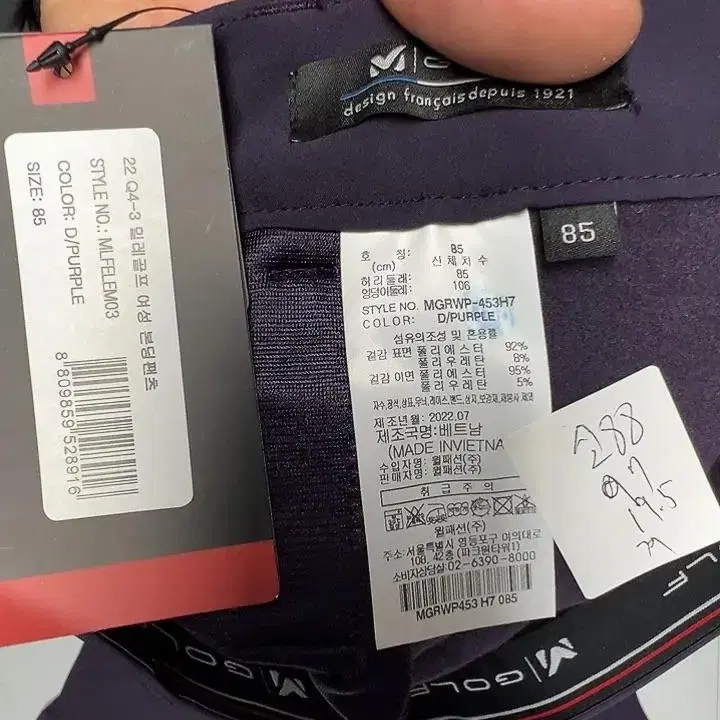 22 Q4-3 밀레골프 여성 본딩팬츠
STYLE NO.: MLFELEM03
COLOR: D/PURPLE
SIZE: 85
8 809859 528916
design français depuis 1921
85
호 칭: 85
(cm) 신체치수
허리둘레: 85
엉덩이둘레: 106
STYLE NO. MGRWP-453H7
COLOR: D/PURPLE
섬유의조성 및 혼용률
겉감 표면 폴리에스터 92%
폴리우레탄 8%
겉감 이면 폴리에스터 95%
폴리우레탄 5%
제조년월: 2022.07
제조국명: 베트남
(MADE INVIETNA
수입자명: 월패션(주)
판매자명: 월패션(주)
취 급 주 의
월패션(주)
주소:서울특별시 영등포구 여의대로
108, 42층 (파크원타워1)
소비자상담실:02-6390-8000
MGRWP453 H7 085
288
97
19.5
M GOLF
GOLF